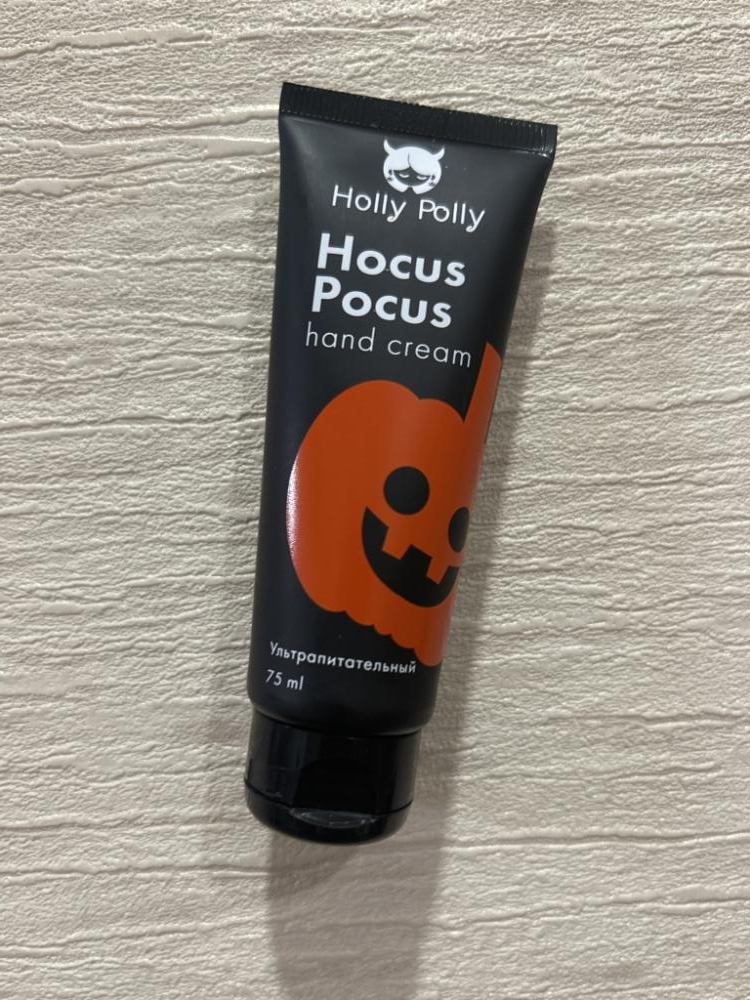 Holly Polly
Hocus
Pocus
hand cream
Ультрапитательный
75 ml